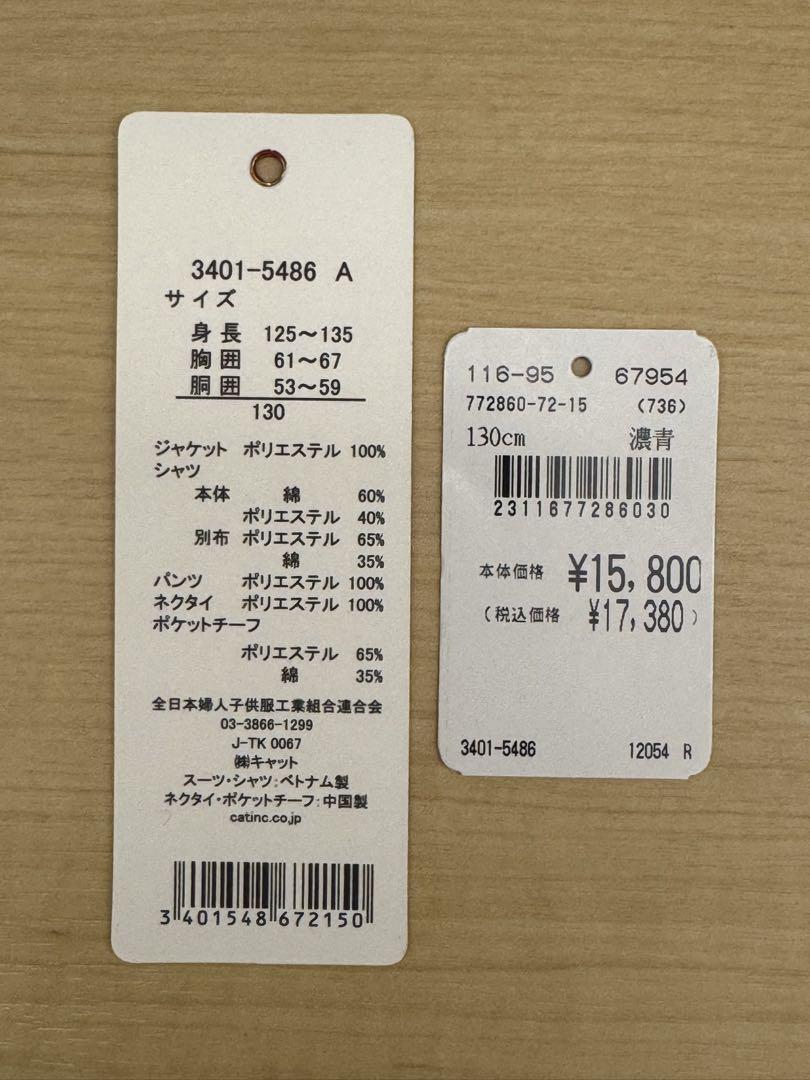 3401-5486 A
サイズ
身長 125～135
胸囲 61～67
胴囲 53～59
130
ジャケット ポリエステル 100%
シャツ
本体 綿 60%
ポリエステル 40%
別布 ポリエステル 65%
綿 35%
パンツ ポリエステル 100%
ネクタイ ポリエステル 100%
ポケットチーフ
ポリエステル 65%
綿 35%
全日本婦人子供服工業組合連合会
03-3866-1299
J-TK 0067
㈱キャット
スーツ・シャツ:ベトナム製
ネクタイ・ポケットチーフ:中国製
catinc.co.jp
3 401548 672150
116-95 67954
772860-72-15 (736)
130cm 濃青
2311677286030
本体価格 ¥15,800
(税込価格 ¥17,380)
3401-5486 12054 R